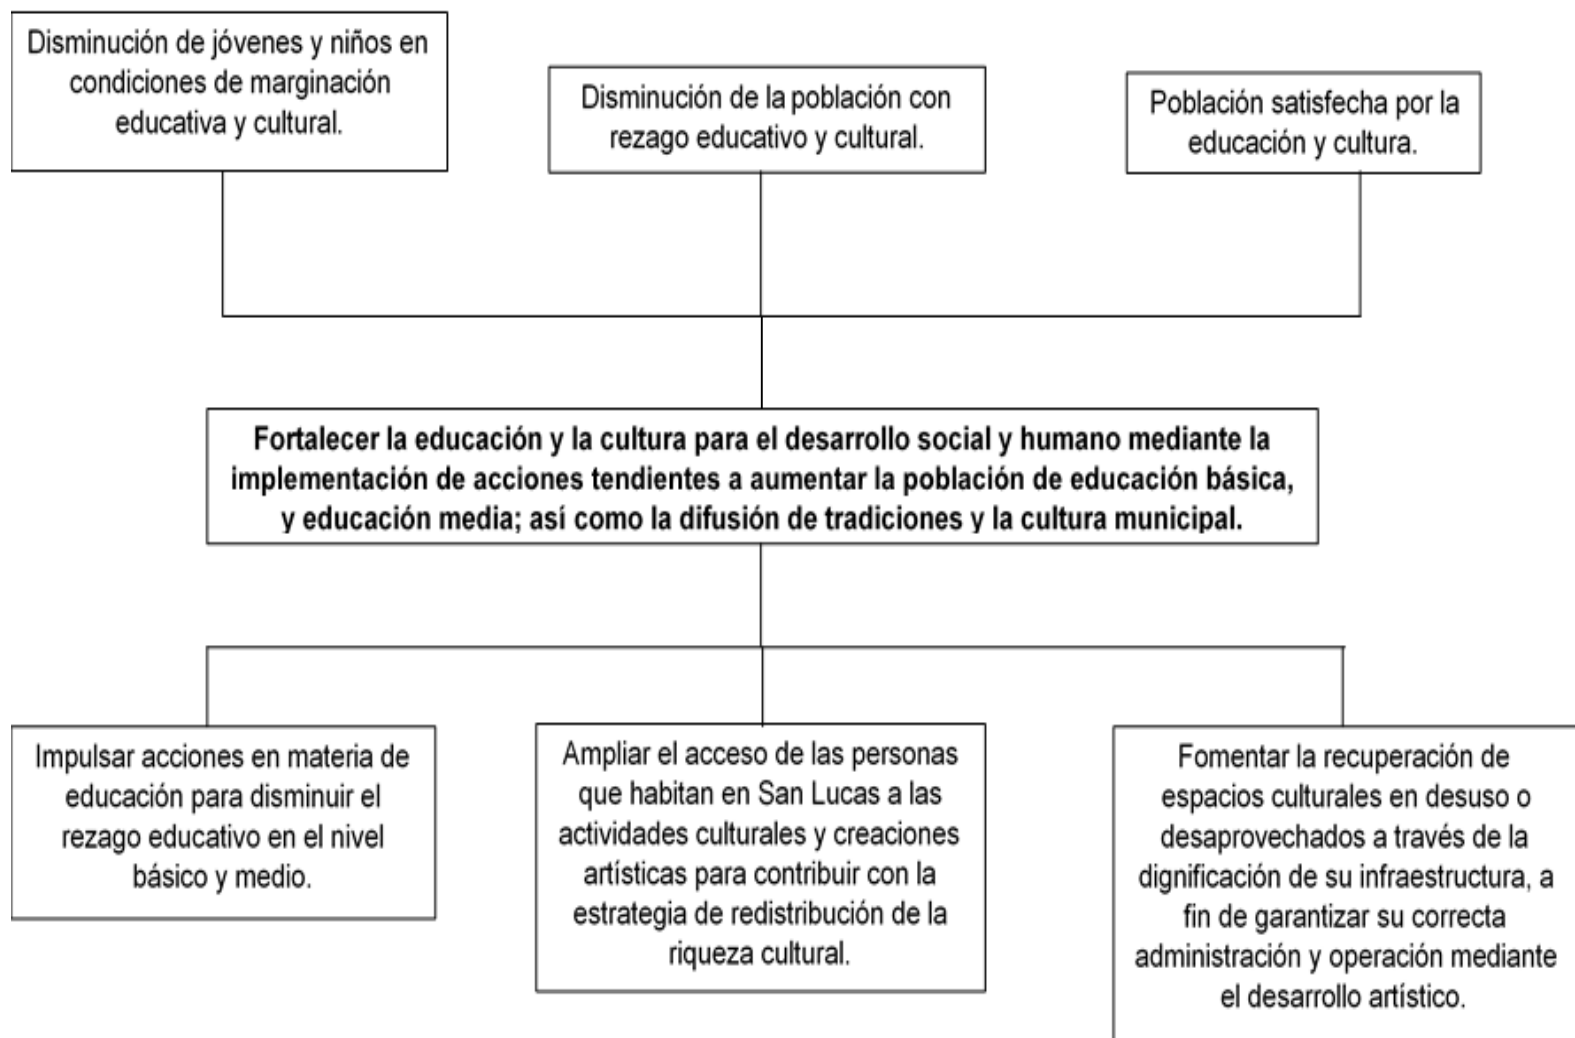 Disminución de jóvenes y niños en
condiciones de marginación
educativa y cultural.
Disminución de la población con
rezago educativo y cultural.
Población satisfecha por la
educación y cultura.
Fortalecer la educación y la cultura para el desarrollo social y humano mediante la
implementación de acciones tendientes a aumentar la población de educación básica,
y educación media; así como la difusión de tradiciones y la cultura municipal.
Impulsar acciones en materia de
educación para disminuir el
rezago educativo en el nivel
básico y medio.
Ampliar el acceso de las personas
que habitan en San Lucas a las
actividades culturales y creaciones
artísticas para contribuir con la
estrategia de redistribución de la
riqueza cultural.
Fomentar la recuperación de
espacios culturales en desuso o
desaprovechados a través de la
dignificación de su infraestructura, a
fin de garantizar su correcta
administración y operación mediante
el desarrollo artístico.